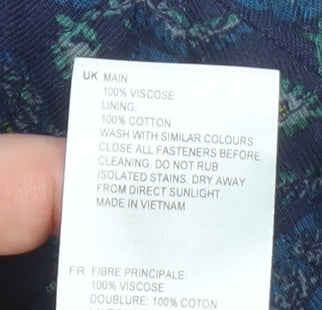 UK MAIN:
100% VISCOSE
LINING:
100% COTTON
WASH WITH SIMILAR COLOURS
CLOSE ALL FASTENERS BEFORE
CLEANING. DO NOT RUB
ISOLATED STAINS. DRY AWAY
FROM DIRECT SUNLIGHT.
MADE IN VIETNAM
FR FIBRE PRINCIPALE:
100% VISCOSE
DOUBLURE: 100% COTON